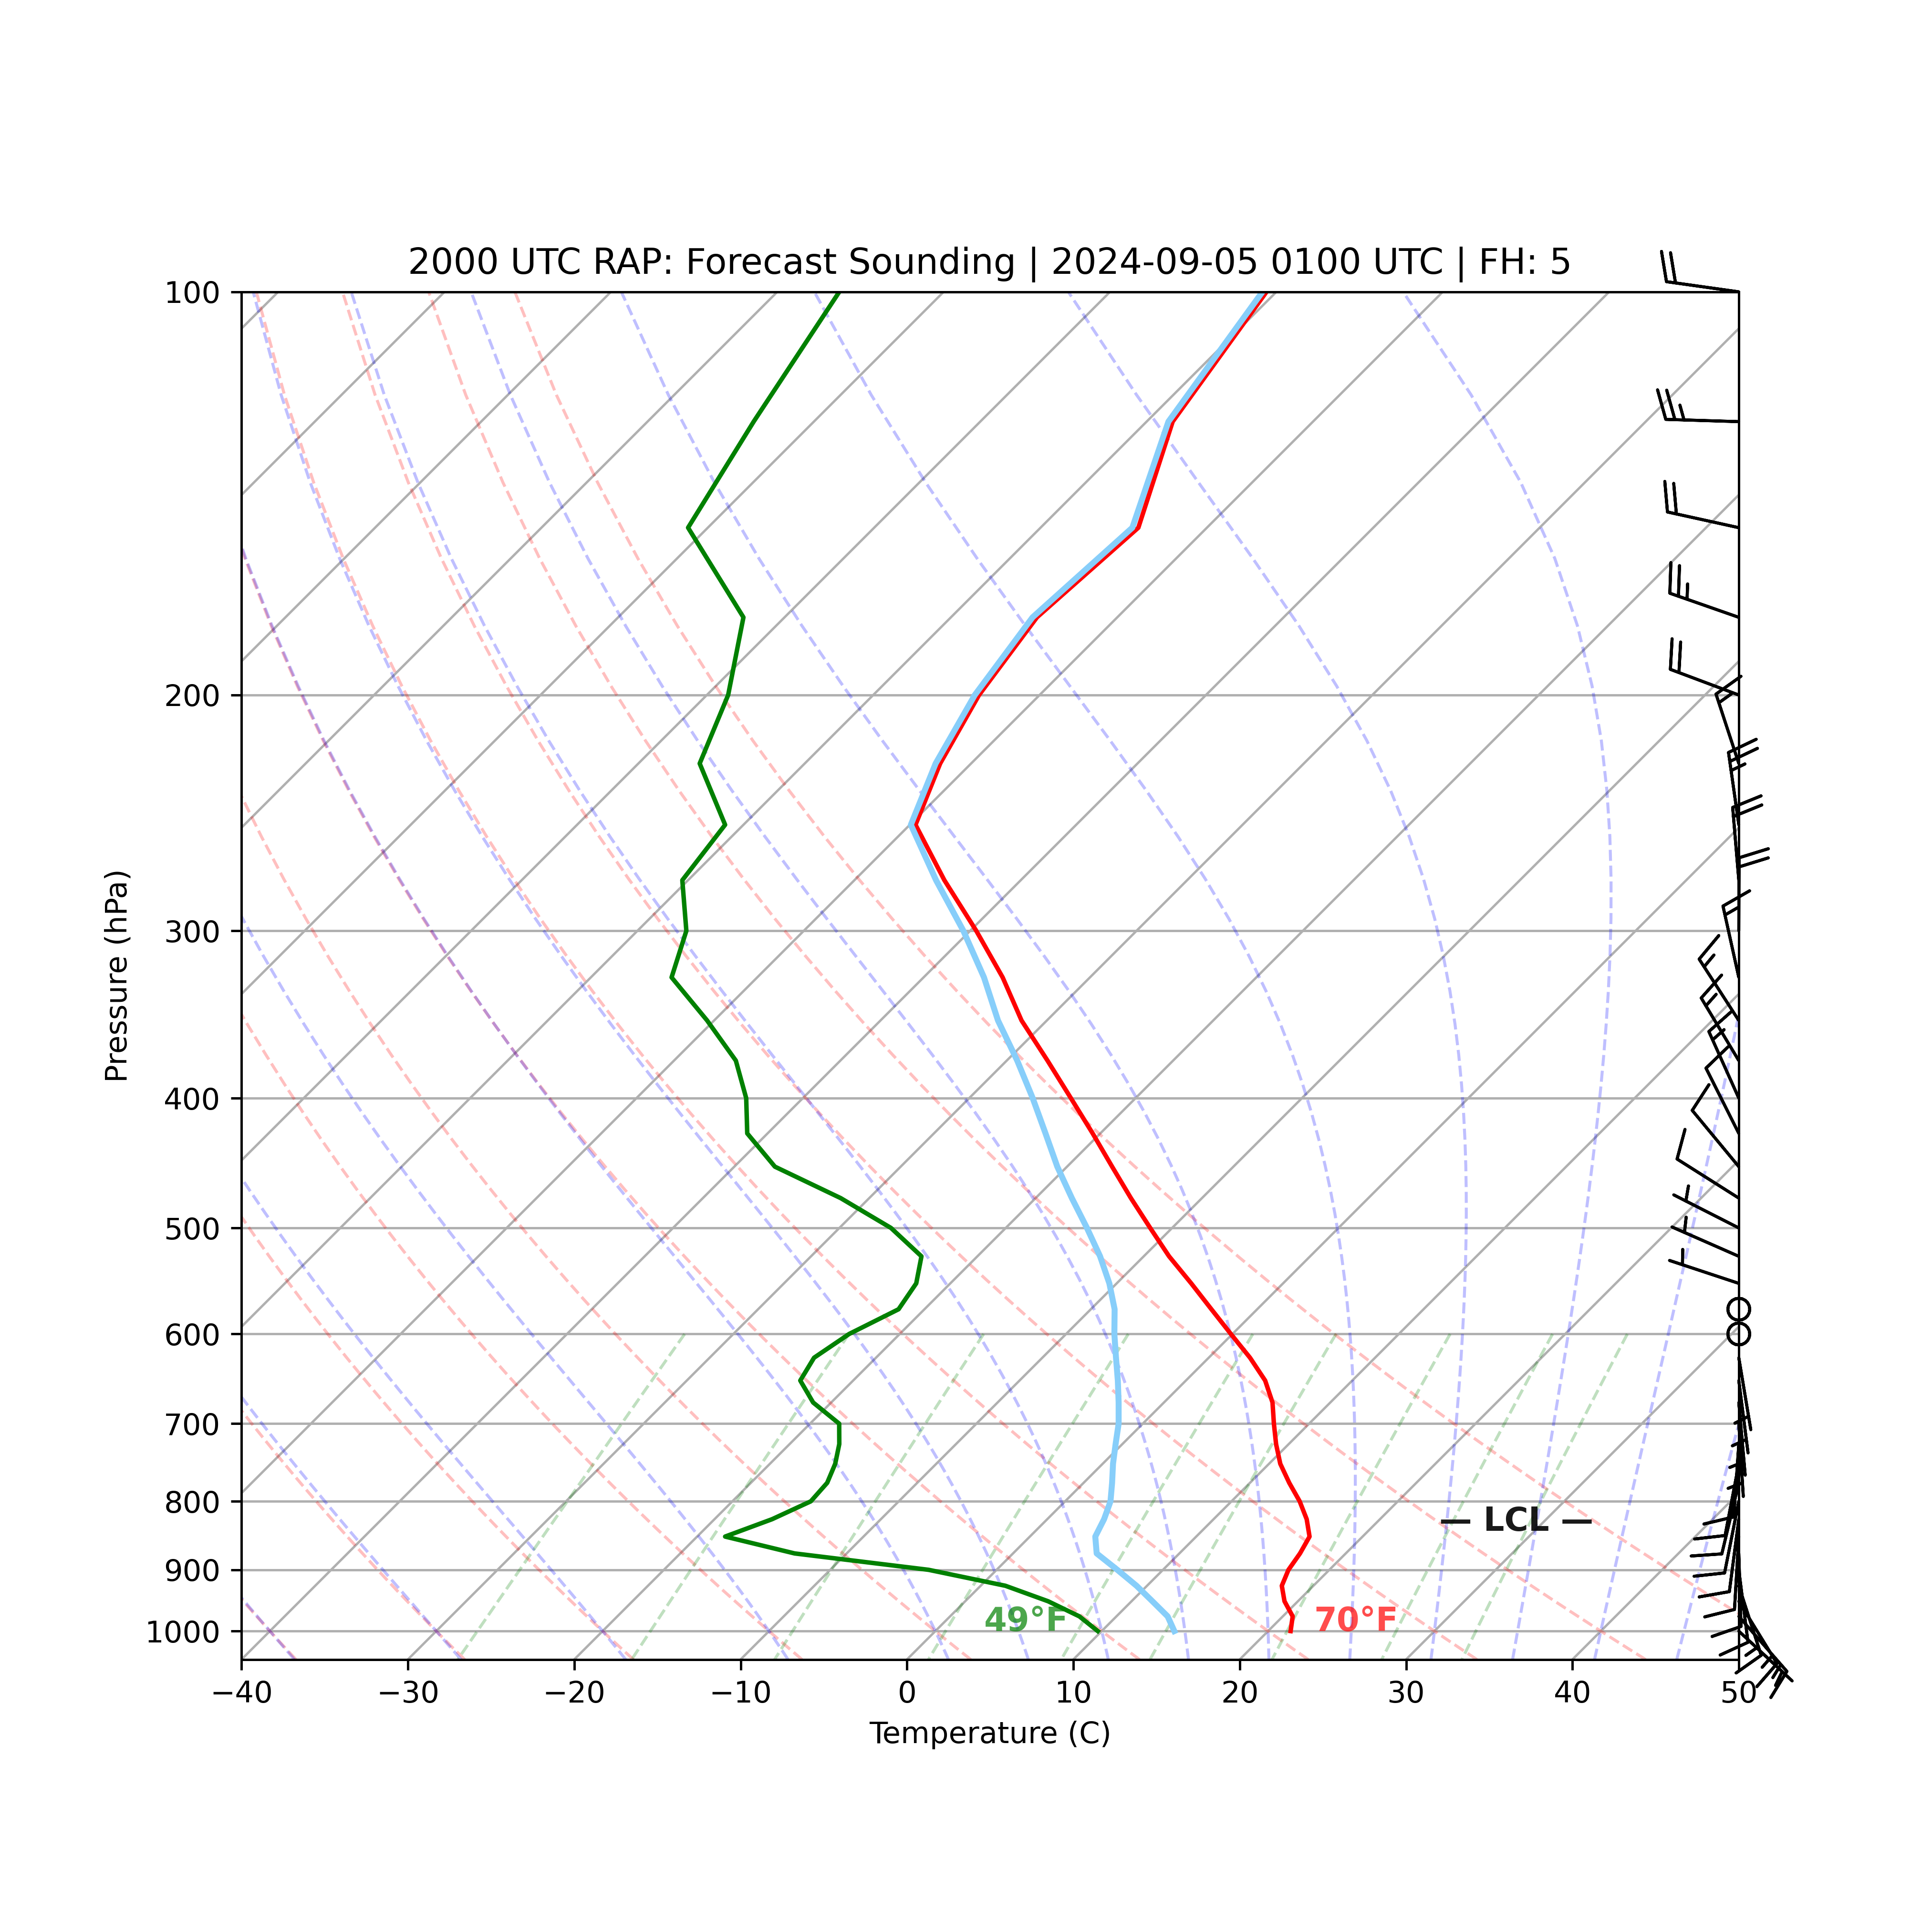 2000 UTC RAP: Forecast Sounding | 2024-09-05 0100 UTC | FH: 5
100
200
300
400
500
600
700
800
900
1000
Pressure (hPa)
— LCL —
49°F
70°F
−40 −30 −20 −10 0 10 20 30 40 50
Temperature (C)